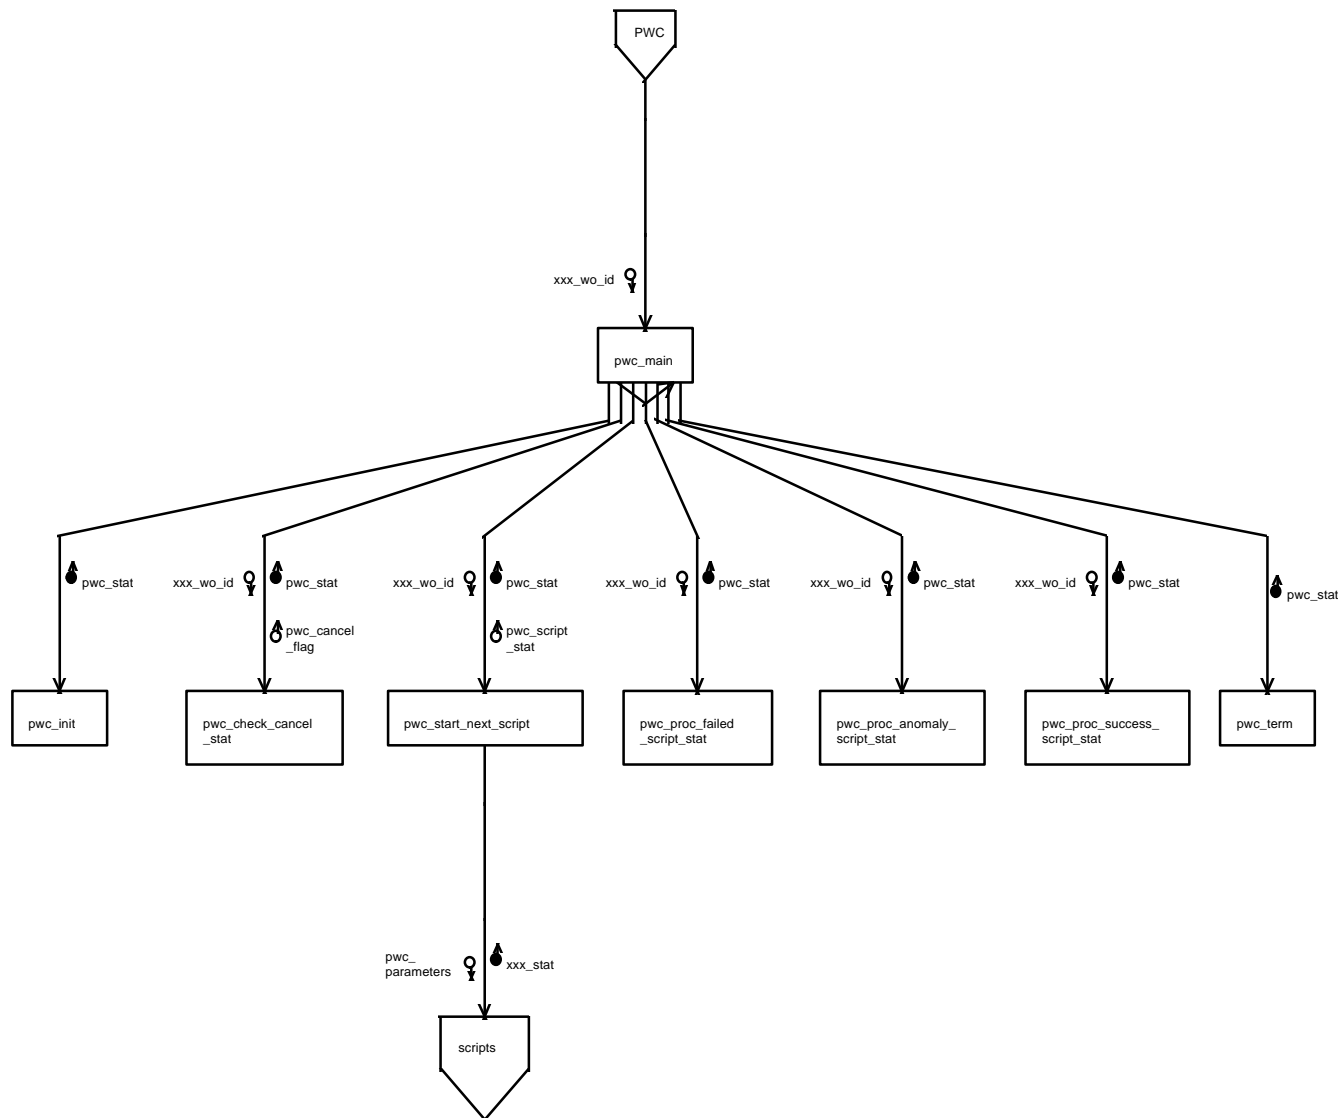 PWC
xxx_wo_id
pwc_main
pwc_stat
xxx_wo_id
pwc_stat
xxx_wo_id
pwc_stat
xxx_wo_id
pwc_stat
xxx_wo_id
pwc_stat
xxx_wo_id
pwc_stat
pwc_stat
pwc_cancel
_flag
pwc_script
_stat
pwc_init
pwc_check_cancel
_stat
pwc_start_next_script
pwc_proc_failed
_script_stat
pwc_proc_anomaly_
script_stat
pwc_proc_success_
script_stat
pwc_term
pwc_
parameters
xxx_stat
scripts